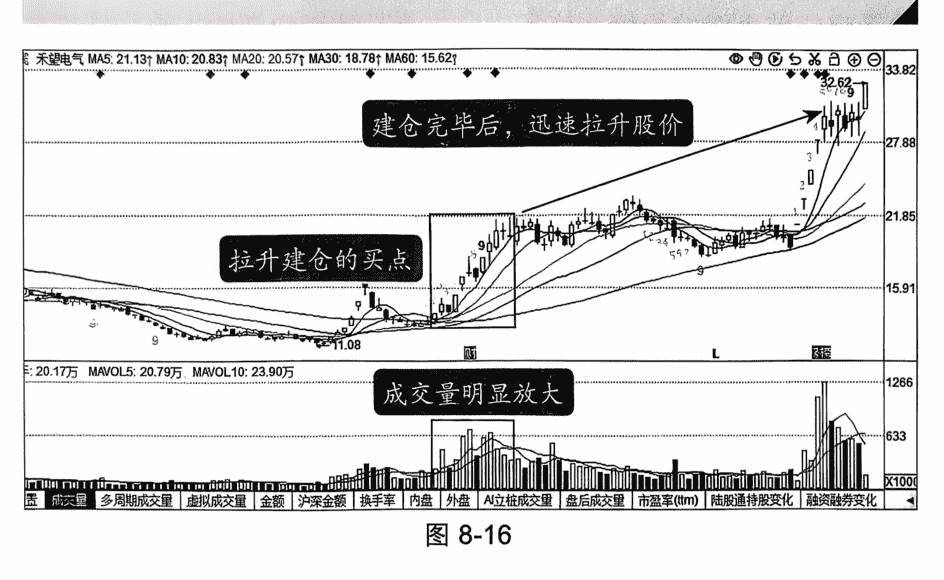 禾望电气 MA5: 21.13↑ MA10: 20.83↑ MA20: 20.57↑ MA30: 18.78↑ MA60: 15.62↑
33.82
32.62
9
建仓完毕后，迅速拉升股价
27.88
21.85
9
拉升建仓的买点
15.91
9
9
←11.08
L
: 20.17万 MAVOL5: 20.79万 MAVOL10: 23.90万
成交量明显放大
1266
633
X1000
成交量 多周期成交量 虚拟成交量 金额 沪深金额 换手率 内盘 外盘 AI立桩成交量 盘后成交量 市盈率(ttm) 陆股通持股变化 融资融券变化
图 8-16